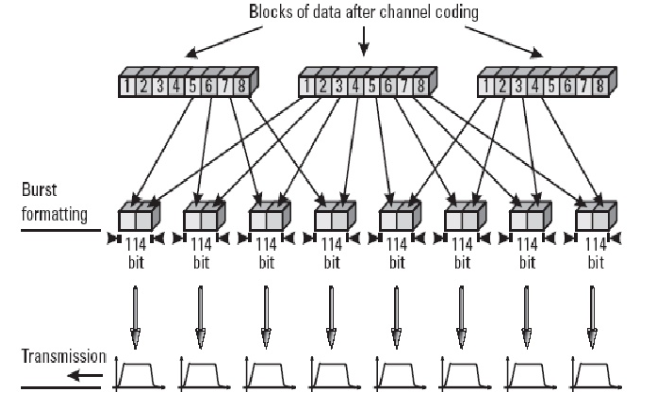 Blocks of data after channel coding
1 2 3 4 5 6 7 8 1 2 3 4 5 6 7 8 1 2 3 4 5 6 7 8
Burst
formatting
114 114 114 114 114 114 114 114
bit bit bit bit bit bit bit bit
Transmission